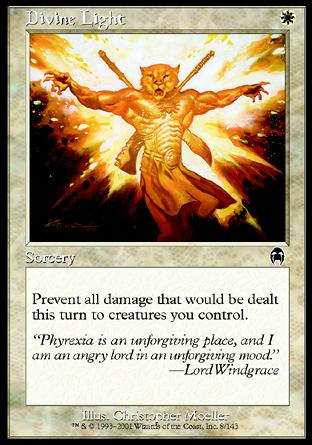 Divine Light
Sorcery
Prevent all damage that would be dealt
this turn to creatures you control.
“Phyrexia is an unforgiving place, and I
am an angry lord in an unforgiving mood.”
—LordWindgrace
Illus. Christopher Moeller
™ & © 1993–2001 Wizards of the Coast, Inc. 8/143